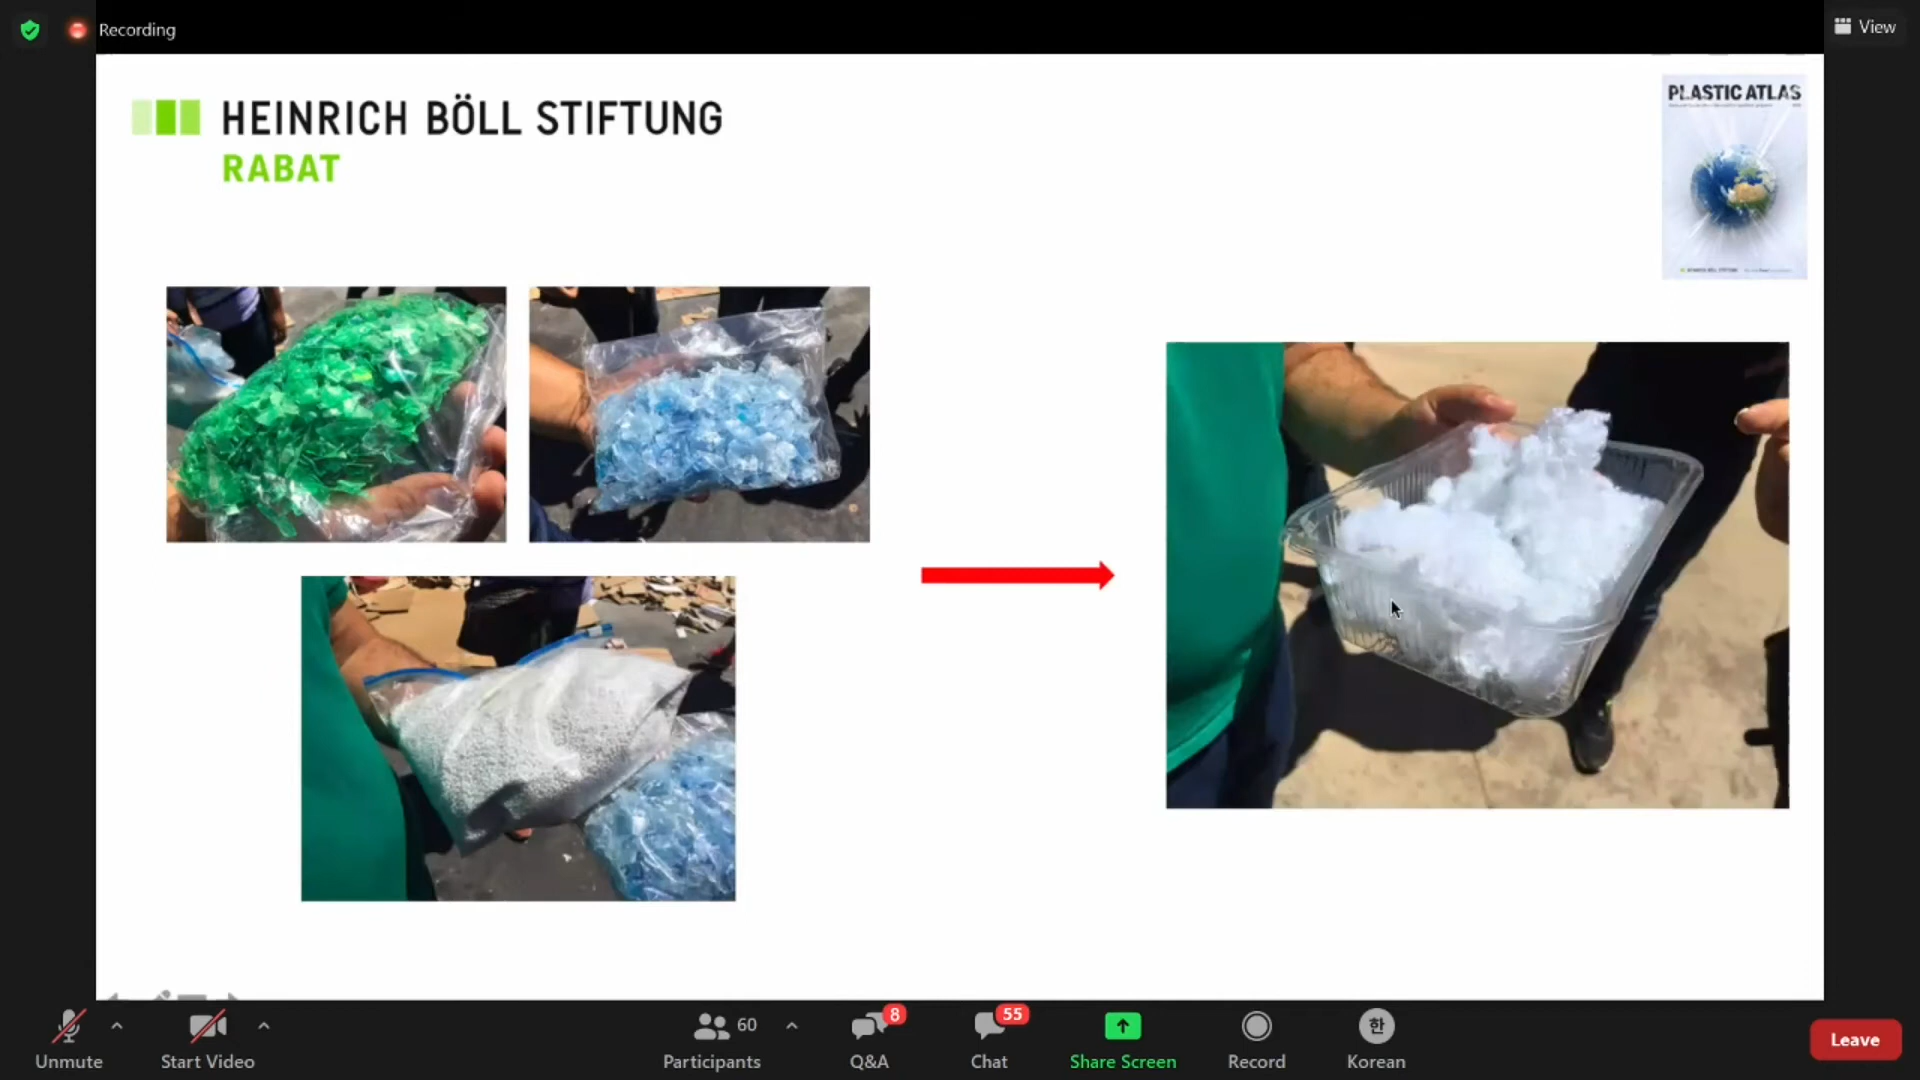 Recording
View
HEINRICH BÖLL STIFTUNG
RABAT
PLASTIC ATLAS
Unmute
Start Video
60
Participants
8
Q&A
55
Chat
Share Screen
Record
한
Korean
Leave